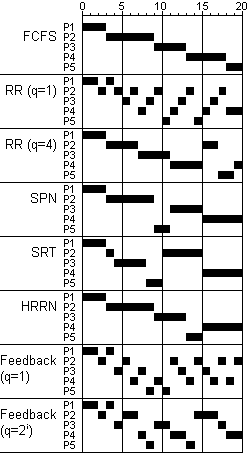 0 5 10 15 20
FCFS
P1
P2
P3
P4
P5
RR (q=1)
P1
P2
P3
P4
P5
RR (q=4)
P1
P2
P3
P4
P5
SPN
P1
P2
P3
P4
P5
SRT
P1
P2
P3
P4
P5
HRRN
P1
P2
P3
P4
P5
Feedback
(q=1)
P1
P2
P3
P4
P5
Feedback
(q=2ⁱ)
P1
P2
P3
P4
P5